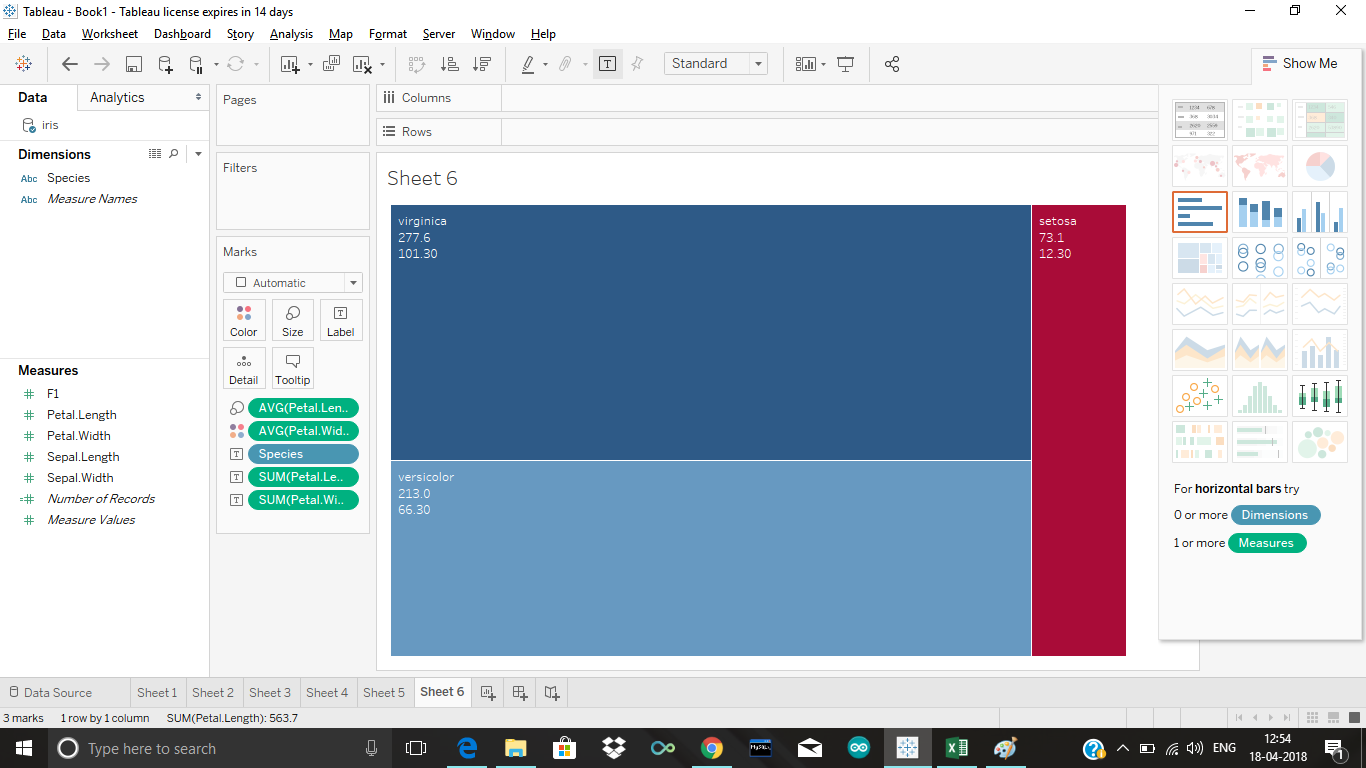 Tableau - Book1 - Tableau license expires in 14 days
File Data Worksheet Dashboard Story Analysis Map Format Server Window Help
Standard
Show Me
Data Analytics
iris
Dimensions
Abc Species
Abc Measure Names
Measures
F1
Petal.Length
Petal.Width
Sepal.Length
Sepal.Width
Number of Records
Measure Values
Pages
Filters
Marks
Automatic
Color Size Label
Detail Tooltip
AVG(Petal.Len..
AVG(Petal.Wid..
Species
SUM(Petal.Le..
SUM(Petal.Wi..
Columns
Rows
Sheet 6
virginica
277.6
101.30
versicolor
213.0
66.30
setosa
73.1
12.30
For horizontal bars try
0 or more Dimensions
1 or more Measures
Data Source Sheet 1 Sheet 2 Sheet 3 Sheet 4 Sheet 5 Sheet 6
3 marks 1 row by 1 column SUM(Petal.Length): 563.7
Type here to search
ENG
12:54
18-04-2018
1